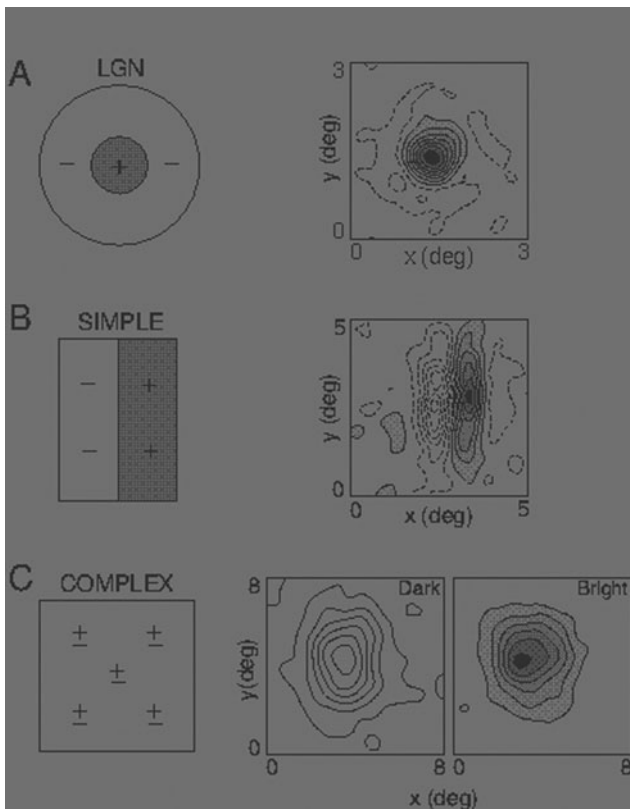 A
LGN
+
− −
3
y (deg)
0
0 3
x (deg)
B
SIMPLE
− +
− +
5
y (deg)
0
0 5
x (deg)
C
COMPLEX
± ±
±
± ±
8
Dark
Bright
y(deg)
0
0 8 0 8
x (deg)